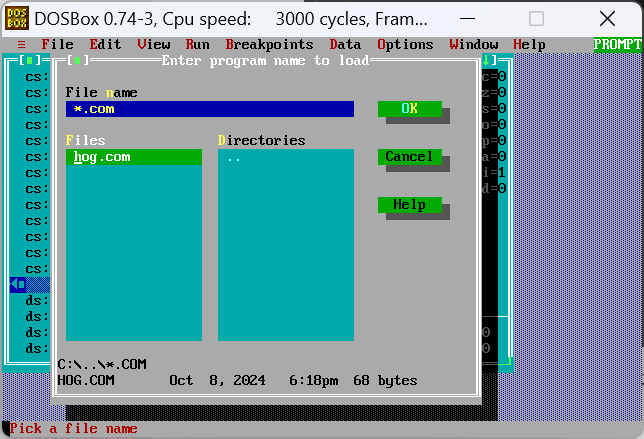 DOS BOX DOSBox 0.74-3, Cpu speed: 3000 cycles, Fram...
≡ File Edit View Run Breakpoints Data Options Window Help PROMPT
[■] [■] Enter program name to load ↓]
cs: c=0
cs: z=0
File name
cs: *.com OK s=0
cs: o=0
cs: p=0
Files Directories
cs: hog.com .. Cancel a=0
cs: i=1
cs: d=0
cs:
cs: Help
cs:
cs:
cs:
ds:
ds:
ds: 0
ds: 0
C:\..\*.COM
HOG.COM Oct 8, 2024 6:18pm 68 bytes
Pick a file name